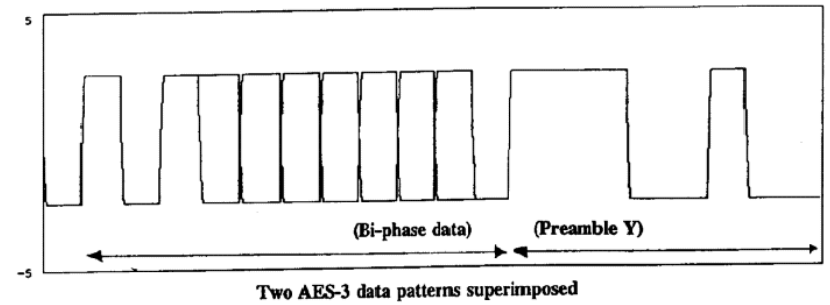 5
(Bi-phase data) (Preamble Y)
-5
Two AES-3 data patterns superimposed